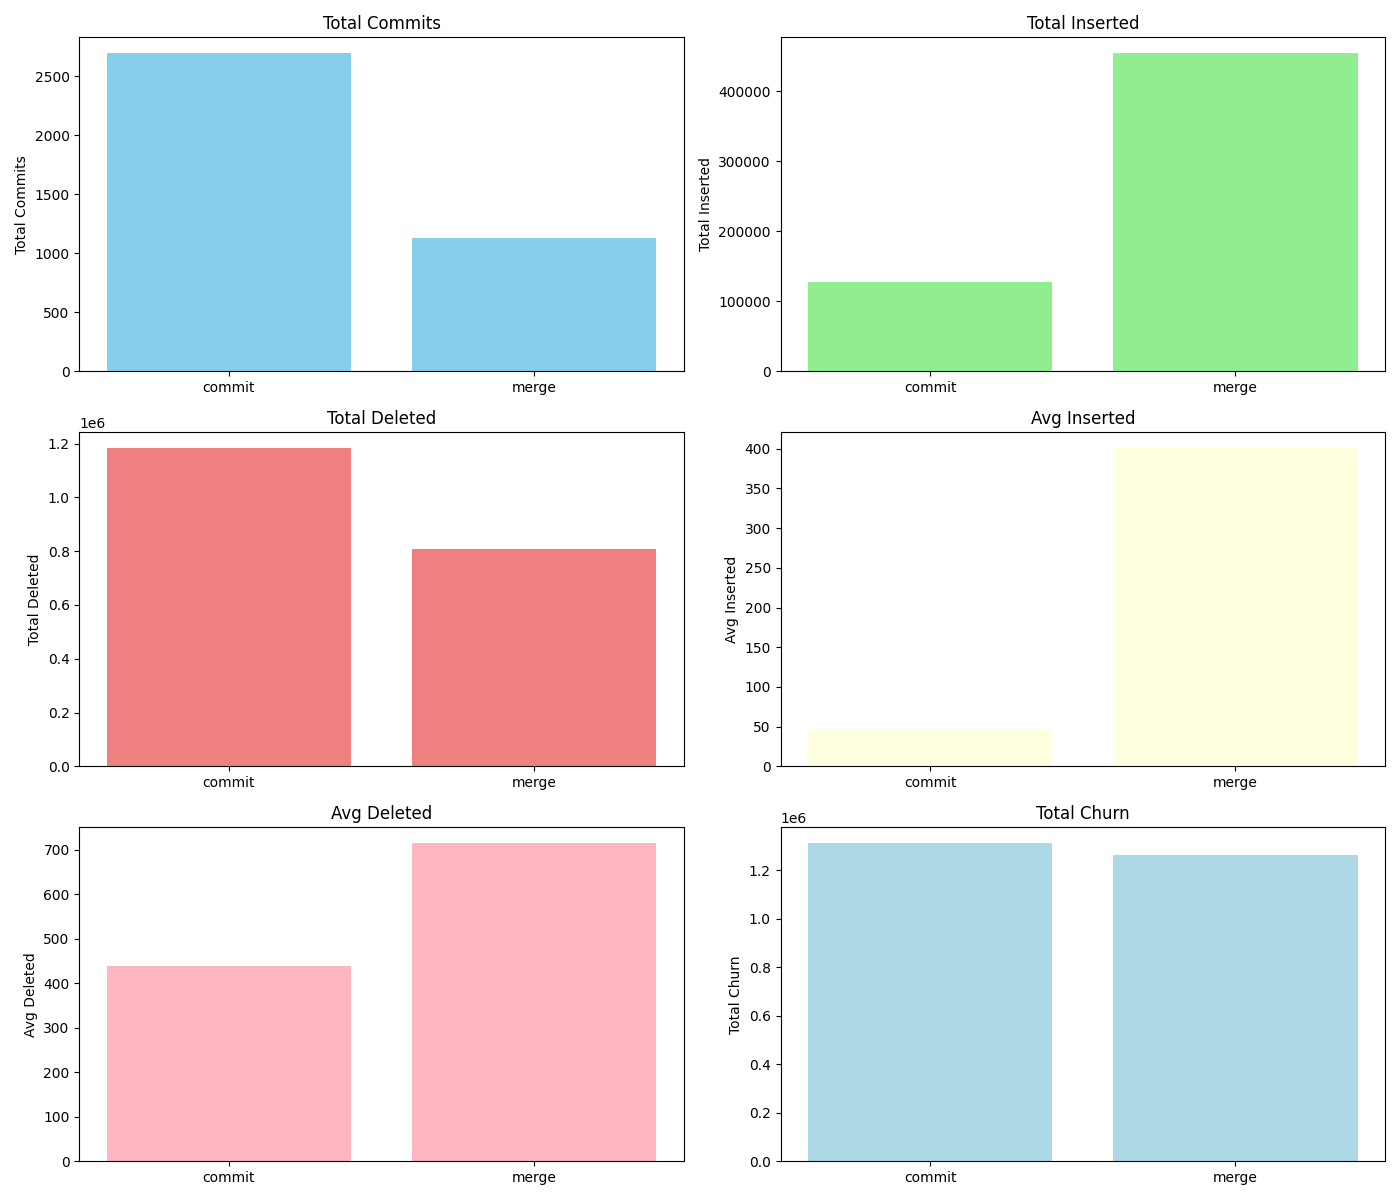 Total Commits
Total Commits
2500
2000
1500
1000
500
0
commit merge
Total Inserted
Total Inserted
400000
300000
200000
100000
0
commit merge
Total Deleted
1e6
Total Deleted
1.2
1.0
0.8
0.6
0.4
0.2
0.0
commit merge
Avg Inserted
Avg Inserted
400
350
300
250
200
150
100
50
0
commit merge
Avg Deleted
Avg Deleted
700
600
500
400
300
200
100
0
commit merge
Total Churn
1e6
Total Churn
1.2
1.0
0.8
0.6
0.4
0.2
0.0
commit merge